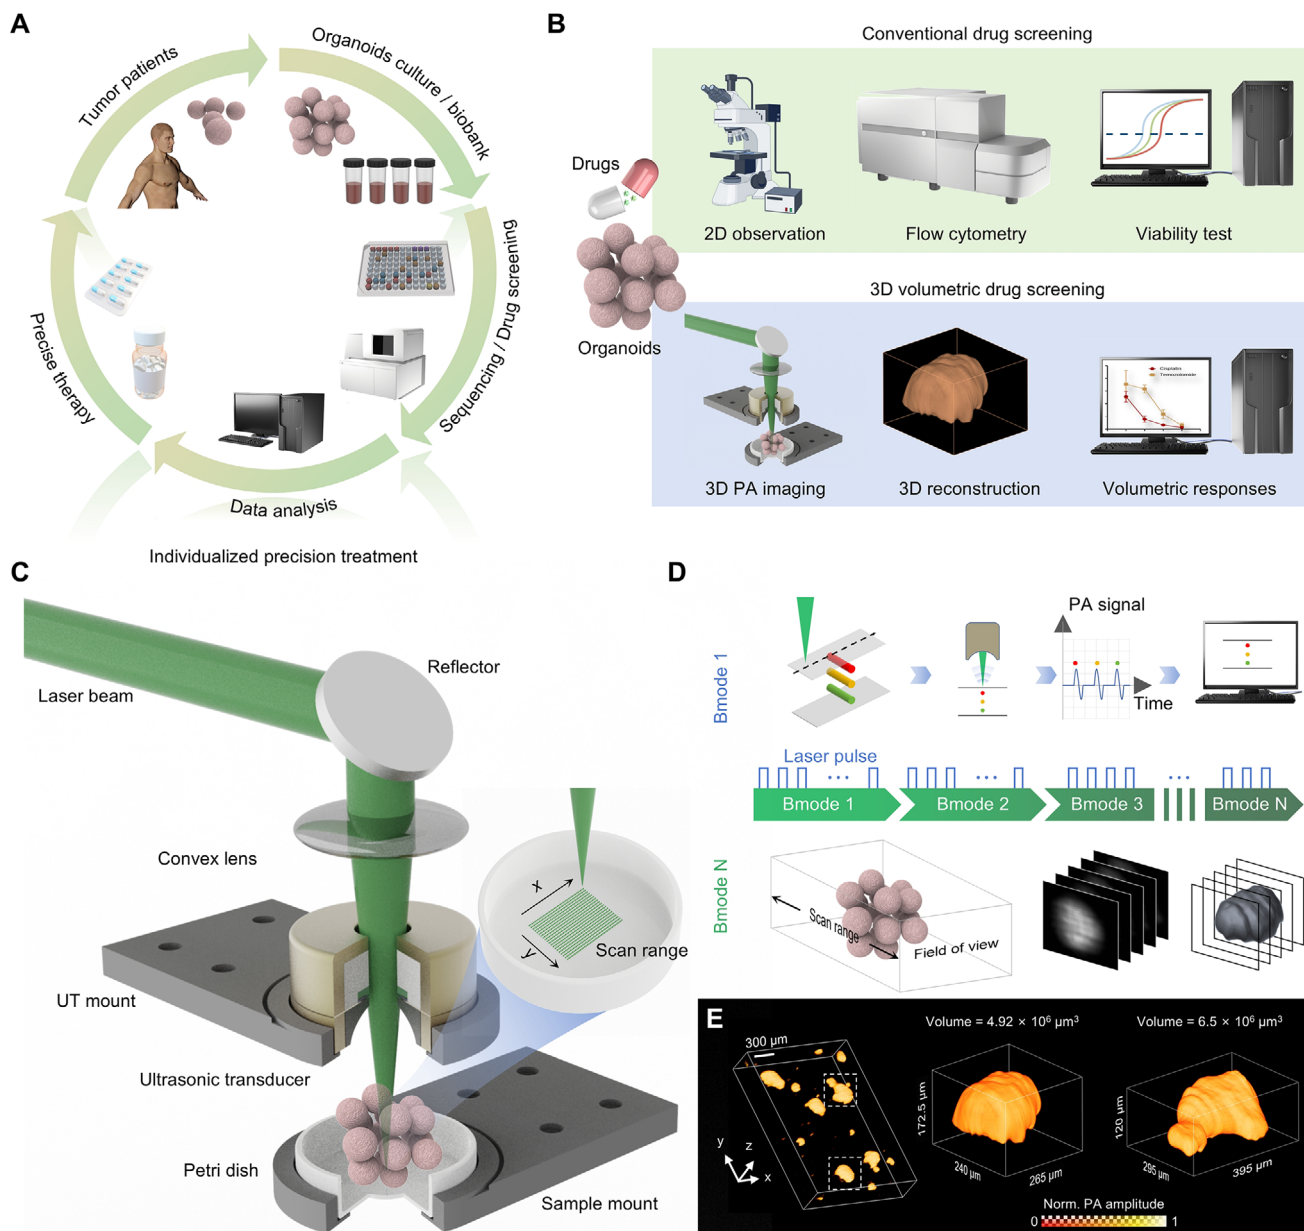 A
Tumor patients
Organoids culture / biobank
Sequencing / Drug screening
Data analysis
Precise therapy
Individualized precision treatment
B
Conventional drug screening
Drugs
Organoids
2D observation
Flow cytometry
Viability test
3D volumetric drug screening
Cisplatin
Temozolomide
3D PA imaging
3D reconstruction
Volumetric responses
C
Laser beam
Reflector
Convex lens
x
y
Scan range
UT mount
Ultrasonic transducer
Petri dish
Sample mount
D
Bmode 1
PA signal
Time
Laser pulse
Bmode 1
Bmode 2
Bmode 3
Bmode N
Bmode N
Scan range
Field of view
E
300 μm
y
z
x
Volume = 4.92 × 10⁶ μm³
172.5 μm
240 μm
265 μm
Volume = 6.5 × 10⁶ μm³
120 μm
295 μm
395 μm
Norm. PA amplitude
0
1